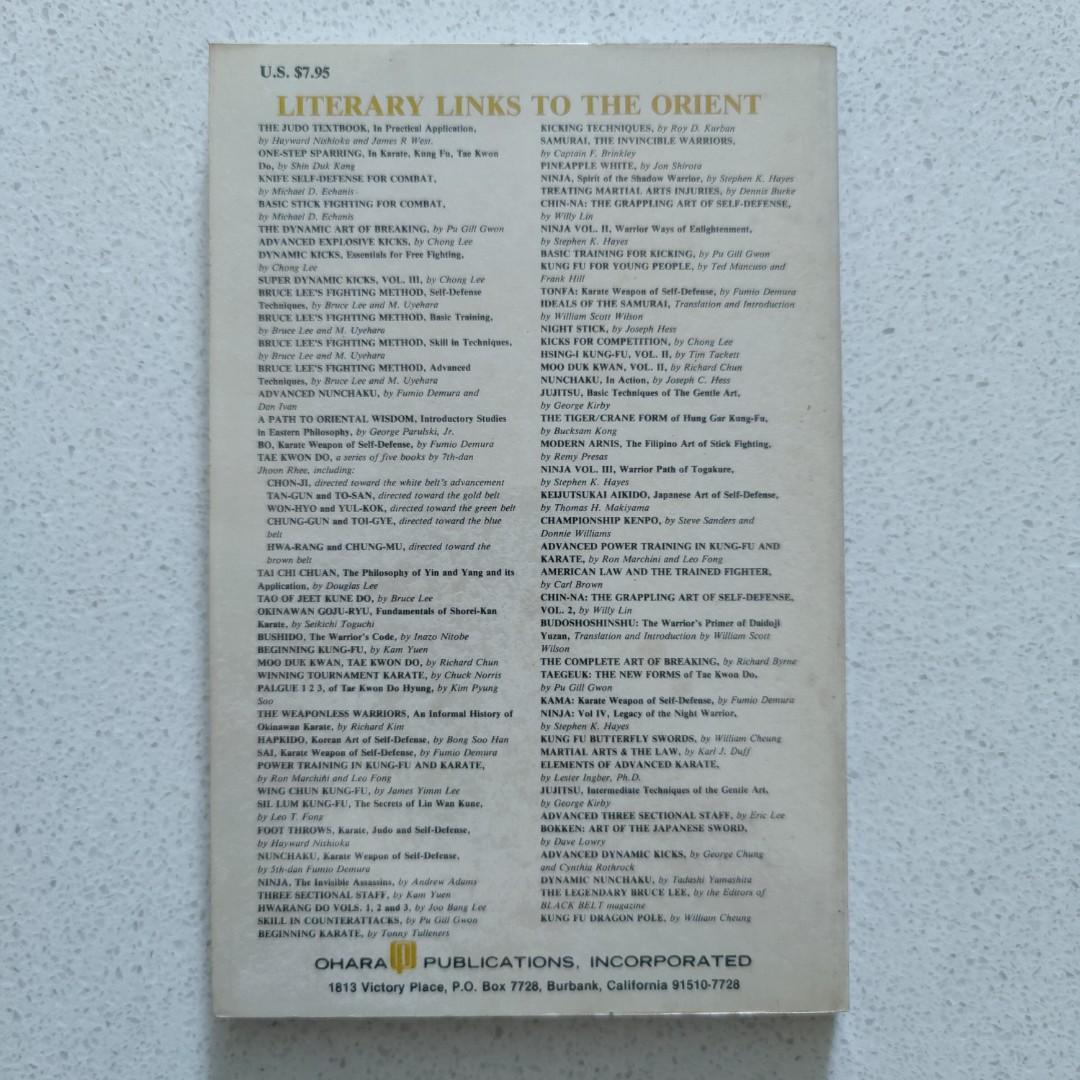 U.S. $7.95
LITERARY LINKS TO THE ORIENT
THE JUDO TEXTBOOK, In Practical Application,
by Hayward Nishioka and James R West.
ONE-STEP SPARRING, In Karate, Kung Fu, Tae Kwon
Do, by Shin Duk Kang
KNIFE SELF-DEFENSE FOR COMBAT,
by Michael D. Echanis
BASIC STICK FIGHTING FOR COMBAT,
by Michael D. Echanis
THE DYNAMIC ART OF BREAKING, by Pu Gill Gwon
ADVANCED EXPLOSIVE KICKS, by Chong Lee
DYNAMIC KICKS, Essentials for Free Fighting,
by Chong Lee
SUPER DYNAMIC KICKS, VOL. III, by Chong Lee
BRUCE LEE'S FIGHTING METHOD, Self-Defense
Techniques, by Bruce Lee and M. Uyehara
BRUCE LEE'S FIGHTING METHOD, Basic Training,
by Bruce Lee and M. Uyehara
BRUCE LEE'S FIGHTING METHOD, Skill in Techniques,
by Bruce Lee and M. Uyehara
BRUCE LEE'S FIGHTING METHOD, Advanced
Techniques, by Bruce Lee and M. Uyehara
ADVANCED NUNCHAKU, by Fumio Demura and
Dan Ivan
A PATH TO ORIENTAL WISDOM, Introductory Studies
in Eastern Philosophy, by George Parulski, Jr.
BO, Karate Weapon of Self-Defense, by Fumio Demura
TAE KWON DO, a series of five books by 7th-dan
Jhoon Rhee, including:
CHON-JI, directed toward the white belt's advancement
TAN-GUN and TO-SAN, directed toward the gold belt
WON-HYO and YUL-KOK, directed toward the green belt
CHUNG-GUN and TOI-GYE, directed toward the blue
belt
HWA-RANG and CHUNG-MU, directed toward the
brown belt
TAI CHI CHUAN, The Philosophy of Yin and Yang and its
Application, by Douglas Lee
TAO OF JEET KUNE DO, by Bruce Lee
OKINAWAN GOJU-RYU, Fundamentals of Shorei-Kan
Karate, by Seikichi Toguchi
BUSHIDO, The Warrior's Code, by Inazo Nitobe
BEGINNING KUNG-FU, by Kam Yuen
MOO DUK KWAN, TAE KWON DO, by Richard Chun
WINNING TOURNAMENT KARATE, by Chuck Norris
PALGUE 1 2 3, of Tae Kwon Do Hyung, by Kim Pyung
Soo
THE WEAPONLESS WARRIORS, An Informal History of
Okinawan Karate, by Richard Kim
HAPKIDO, Korean Art of Self-Defense, by Bong Soo Han
SAI, Karate Weapon of Self-Defense, by Fumio Demura
POWER TRAINING IN KUNG-FU AND KARATE,
by Ron Marchini and Leo Fong
WING CHUN KUNG-FU, by James Yimm Lee
SIL LUM KUNG-FU, The Secrets of Lin Wan Kune,
by Leo T. Fong
FOOT THROWS, Karate, Judo and Self-Defense,
by Hayward Nishioka
NUNCHAKU, Karate Weapon of Self-Defense,
by 5th-dan Fumio Demura
NINJA, The Invisible Assassins, by Andrew Adams
THREE SECTIONAL STAFF, by Kam Yuen
HWARANG DO VOLS. 1, 2 and 3, by Joo Bang Lee
SKILL IN COUNTERATTACKS, by Pu Gill Gwon
BEGINNING KARATE, by Tonny Tulleners
KICKING TECHNIQUES, by Roy D. Kurban
SAMURAI, THE INVINCIBLE WARRIORS,
by Captain F. Brinkley
PINEAPPLE WHITE, by Jon Shirota
NINJA, Spirit of the Shadow Warrior, by Stephen K. Hayes
TREATING MARTIAL ARTS INJURIES, by Dennis Burke
CHIN-NA: THE GRAPPLING ART OF SELF-DEFENSE,
by Willy Lin
NINJA VOL. II, Warrior Ways of Enlightenment,
by Stephen K. Hayes
BASIC TRAINING FOR KICKING, by Pu Gill Gwon
KUNG FU FOR YOUNG PEOPLE, by Ted Mancuso and
Frank Hill
TONFA: Karate Weapon of Self-Defense, by Fumio Demura
IDEALS OF THE SAMURAI, Translation and Introduction
by William Scott Wilson
NIGHT STICK, by Joseph Hess
KICKS FOR COMPETITION, by Chong Lee
HSING-I KUNG-FU, VOL. II, by Tim Tackett
MOO DUK KWAN, VOL. II, by Richard Chun
NUNCHAKU, In Action, by Joseph C. Hess
JUJITSU, Basic Techniques of The Gentle Art,
by George Kirby
THE TIGER/CRANE FORM of Hung Gar Kung-Fu,
by Bucksam Kong
MODERN ARNIS, The Filipino Art of Stick Fighting,
by Remy Presas
NINJA VOL. III, Warrior Path of Togakure,
by Stephen K. Hayes
KEIJUTSUKAI AIKIDO, Japanese Art of Self-Defense,
by Thomas H. Makiyama
CHAMPIONSHIP KENPO, by Steve Sanders and
Donnie Williams
ADVANCED POWER TRAINING IN KUNG-FU AND
KARATE, by Ron Marchini and Leo Fong
AMERICAN LAW AND THE TRAINED FIGHTER,
by Carl Brown
CHIN-NA: THE GRAPPLING ART OF SELF-DEFENSE,
VOL. 2, by Willy Lin
BUDOSHOSHINSHU: The Warrior's Primer of Daidoji
Yuzan, Translation and Introduction by William Scott
Wilson
THE COMPLETE ART OF BREAKING, by Richard Byrne
TAEGEUK: THE NEW FORMS of Tae Kwon Do,
by Pu Gill Gwon
KAMA: Karate Weapon of Self-Defense, by Fumio Demura
NINJA: Vol IV, Legacy of the Night Warrior,
by Stephen K. Hayes
KUNG FU BUTTERFLY SWORDS, by William Cheung
MARTIAL ARTS & THE LAW, by Karl J. Duff
ELEMENTS OF ADVANCED KARATE,
by Lester Ingber, Ph.D.
JUJITSU, Intermediate Techniques of the Gentle Art,
by George Kirby
ADVANCED THREE SECTIONAL STAFF, by Eric Lee
BOKKEN: ART OF THE JAPANESE SWORD,
by Dave Lowry
ADVANCED DYNAMIC KICKS, by George Chung
and Cynthia Rothrock
DYNAMIC NUNCHAKU, by Tadashi Yamashita
THE LEGENDARY BRUCE LEE, by the Editors of
BLACK BELT magazine
KUNG FU DRAGON POLE, by William Cheung
OHARA PUBLICATIONS, INCORPORATED
1813 Victory Place, P.O. Box 7728, Burbank, California 91510-7728